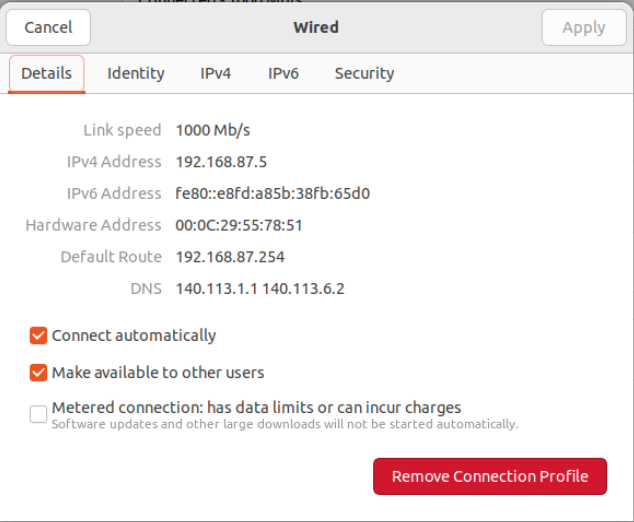 Cancel Wired Apply
Details Identity IPv4 IPv6 Security
Link speed 1000 Mb/s
IPv4 Address 192.168.87.5
IPv6 Address fe80::e8fd:a85b:38fb:65d0
Hardware Address 00:0C:29:55:78:51
Default Route 192.168.87.254
DNS 140.113.1.1 140.113.6.2
Connect automatically
Make available to other users
Metered connection: has data limits or can incur charges
Software updates and other large downloads will not be started automatically.
Remove Connection Profile